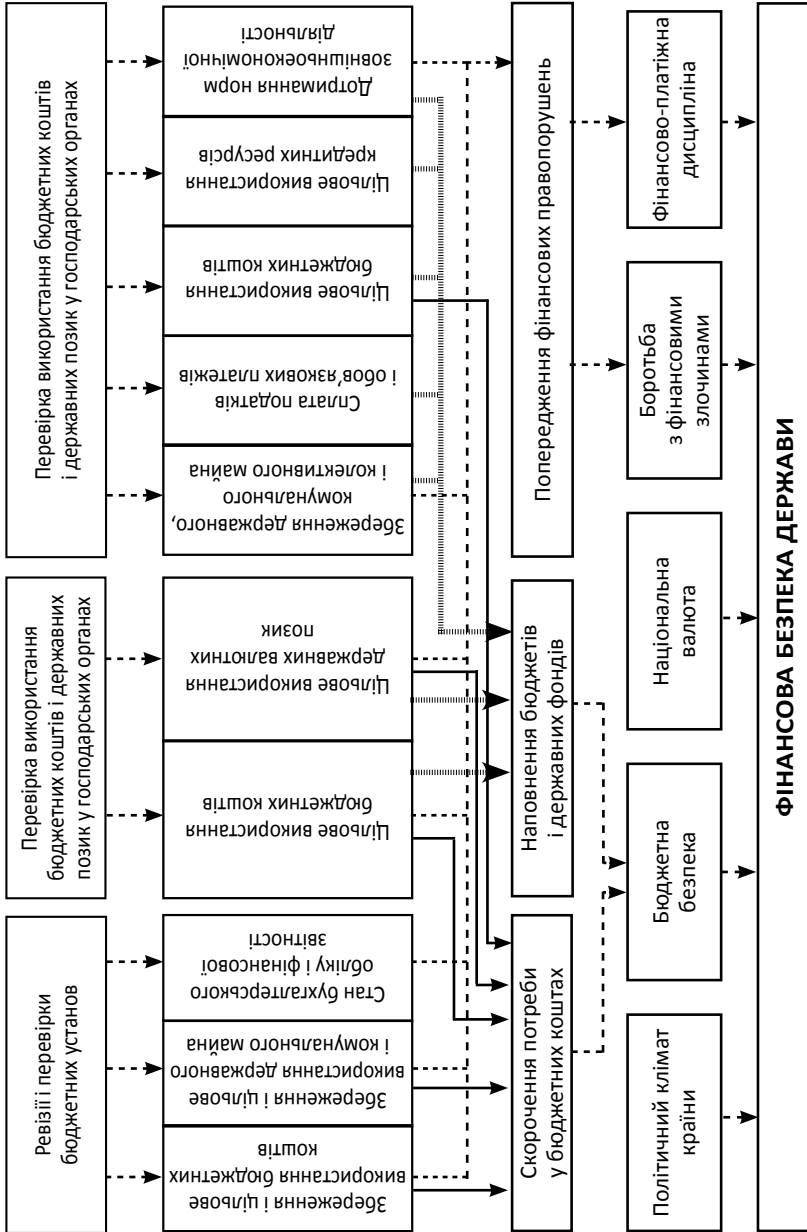 Ревізії і перевірки
бюджетних установ
Перевірка використання
бюджетних коштів і державних
позик у господарських органах
Перевірка використання бюджетних коштів
і державних позик у господарських органах
Збереження і цільове
використання бюджетних
коштів
Збереження і цільове
використання державного
і комунального майна
Стан бухгалтерського
обліку і фінансової
звітності
Цільове використання
бюджетних коштів
Цільове використання
державних валютних
позик
Збереження державного,
комунального
і колективного майна
Сплата податків
і обов’язкових платежів
Цільове використання
бюджетних коштів
Цільове використання
кредитних ресурсів
Дотримання норм
зовнішньоекономічної
діяльності
Скорочення потреби
у бюджетних коштах
Наповнення бюджетів
і державних фондів
Попередження фінансових правопорушень
Політичний клімат
країни
Бюджетна
безпека
Національна
валюта
Боротьба
з фінансовими
злочинами
Фінансово-платіжна
дисципліна
ФІНАНСОВА БЕЗПЕКА ДЕРЖАВИ